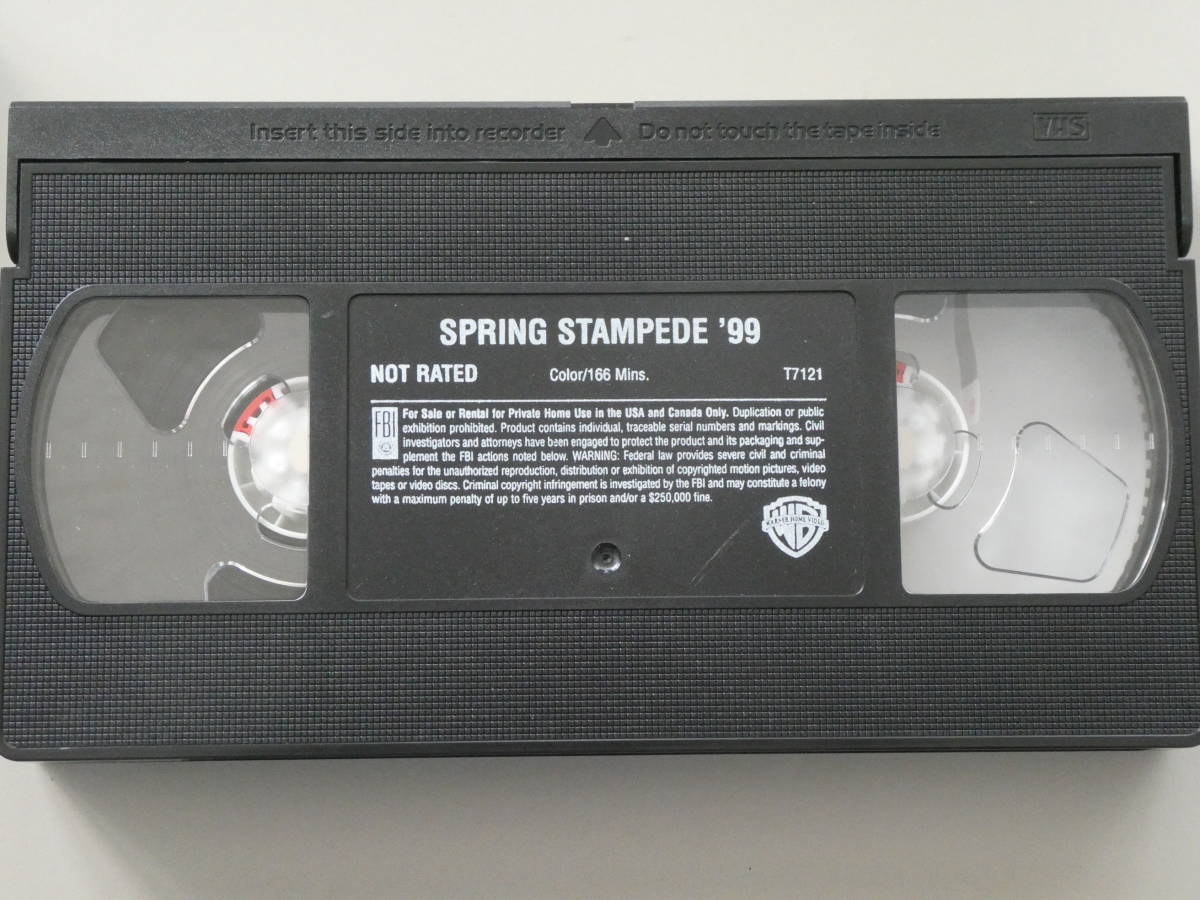 Insert this side into recorder Do not touch the tape inside VHS
SPRING STAMPEDE '99
NOT RATED Color/166 Mins. T7121
FBI
For Sale or Rental for Private Home Use in the USA and Canada Only. Duplication or public
exhibition prohibited. Product contains individual, traceable serial numbers and markings. Civil
investigators and attorneys have been engaged to protect the product and its packaging and sup-
plement the FBI actions noted below. WARNING: Federal law provides severe civil and criminal
penalties for the unauthorized reproduction, distribution or exhibition of copyrighted motion pictures, video
tapes or video discs. Criminal copyright infringement is investigated by the FBI and may constitute a felony
with a maximum penalty of up to five years in prison and/or a $250,000 fine.
WB
WARNER HOME VIDEO